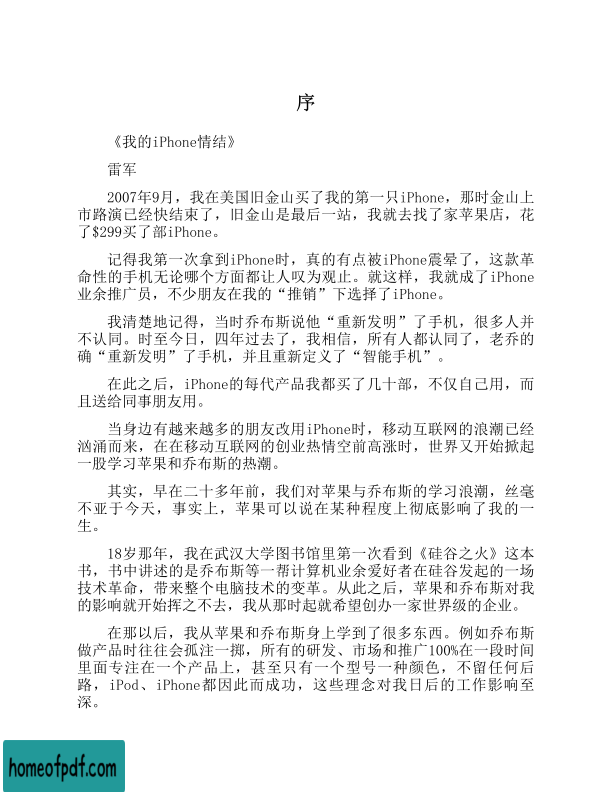 序
《我的iPhone情结》
雷军
2007年9月，我在美国旧金山买了我的第一只iPhone，那时金山上
市路演已经快结束了，旧金山是最后一站，我就去找了家苹果店，花
了$299买了部iPhone。
记得我第一次拿到iPhone时，真的有点被iPhone震晕了，这款革
命性的手机无论哪个方面都让人叹为观止。就这样，我就成了iPhone
业余推广员，不少朋友在我的“推销”下选择了iPhone。
我清楚地记得，当时乔布斯说他“重新发明”了手机，很多人并
不认同。时至今日，四年过去了，我相信，所有人都认同了，老乔的
确“重新发明”了手机，并且重新定义了“智能手机”。
在此之后，iPhone的每代产品我都买了几十部，不仅自己用，而
且送给同事朋友用。
当身边有越来越多的朋友改用iPhone时，移动互联网的浪潮已经
汹涌而来，在在移动互联网的创业热情空前高涨时，世界又开始掀起
一股学习苹果和乔布斯的热潮。
其实，早在二十多年前，我们对苹果与乔布斯的学习浪潮，丝毫
不亚于今天，事实上，苹果可以说在某种程度上彻底影响了我的一
生。
18岁那年，我在武汉大学图书馆里第一次看到《硅谷之火》这本
书，书中讲述的是乔布斯等一帮计算机业余爱好者在硅谷发起的一场
技术革命，带来整个电脑技术的变革。从此之后，苹果和乔布斯对我
的影响就开始挥之不去，我从那时起就希望创办一家世界级的企业。
在那以后，我从苹果和乔布斯身上学到了很多东西。例如乔布斯
做产品时往往会孤注一掷，所有的研发、市场和推广100%在一段时间
里面专注在一个产品上，甚至只有一个型号一种颜色，不留任何后
路，iPod、iPhone都因此而成功，这些理念对我日后的工作影响至
深。
homeofpdf.com